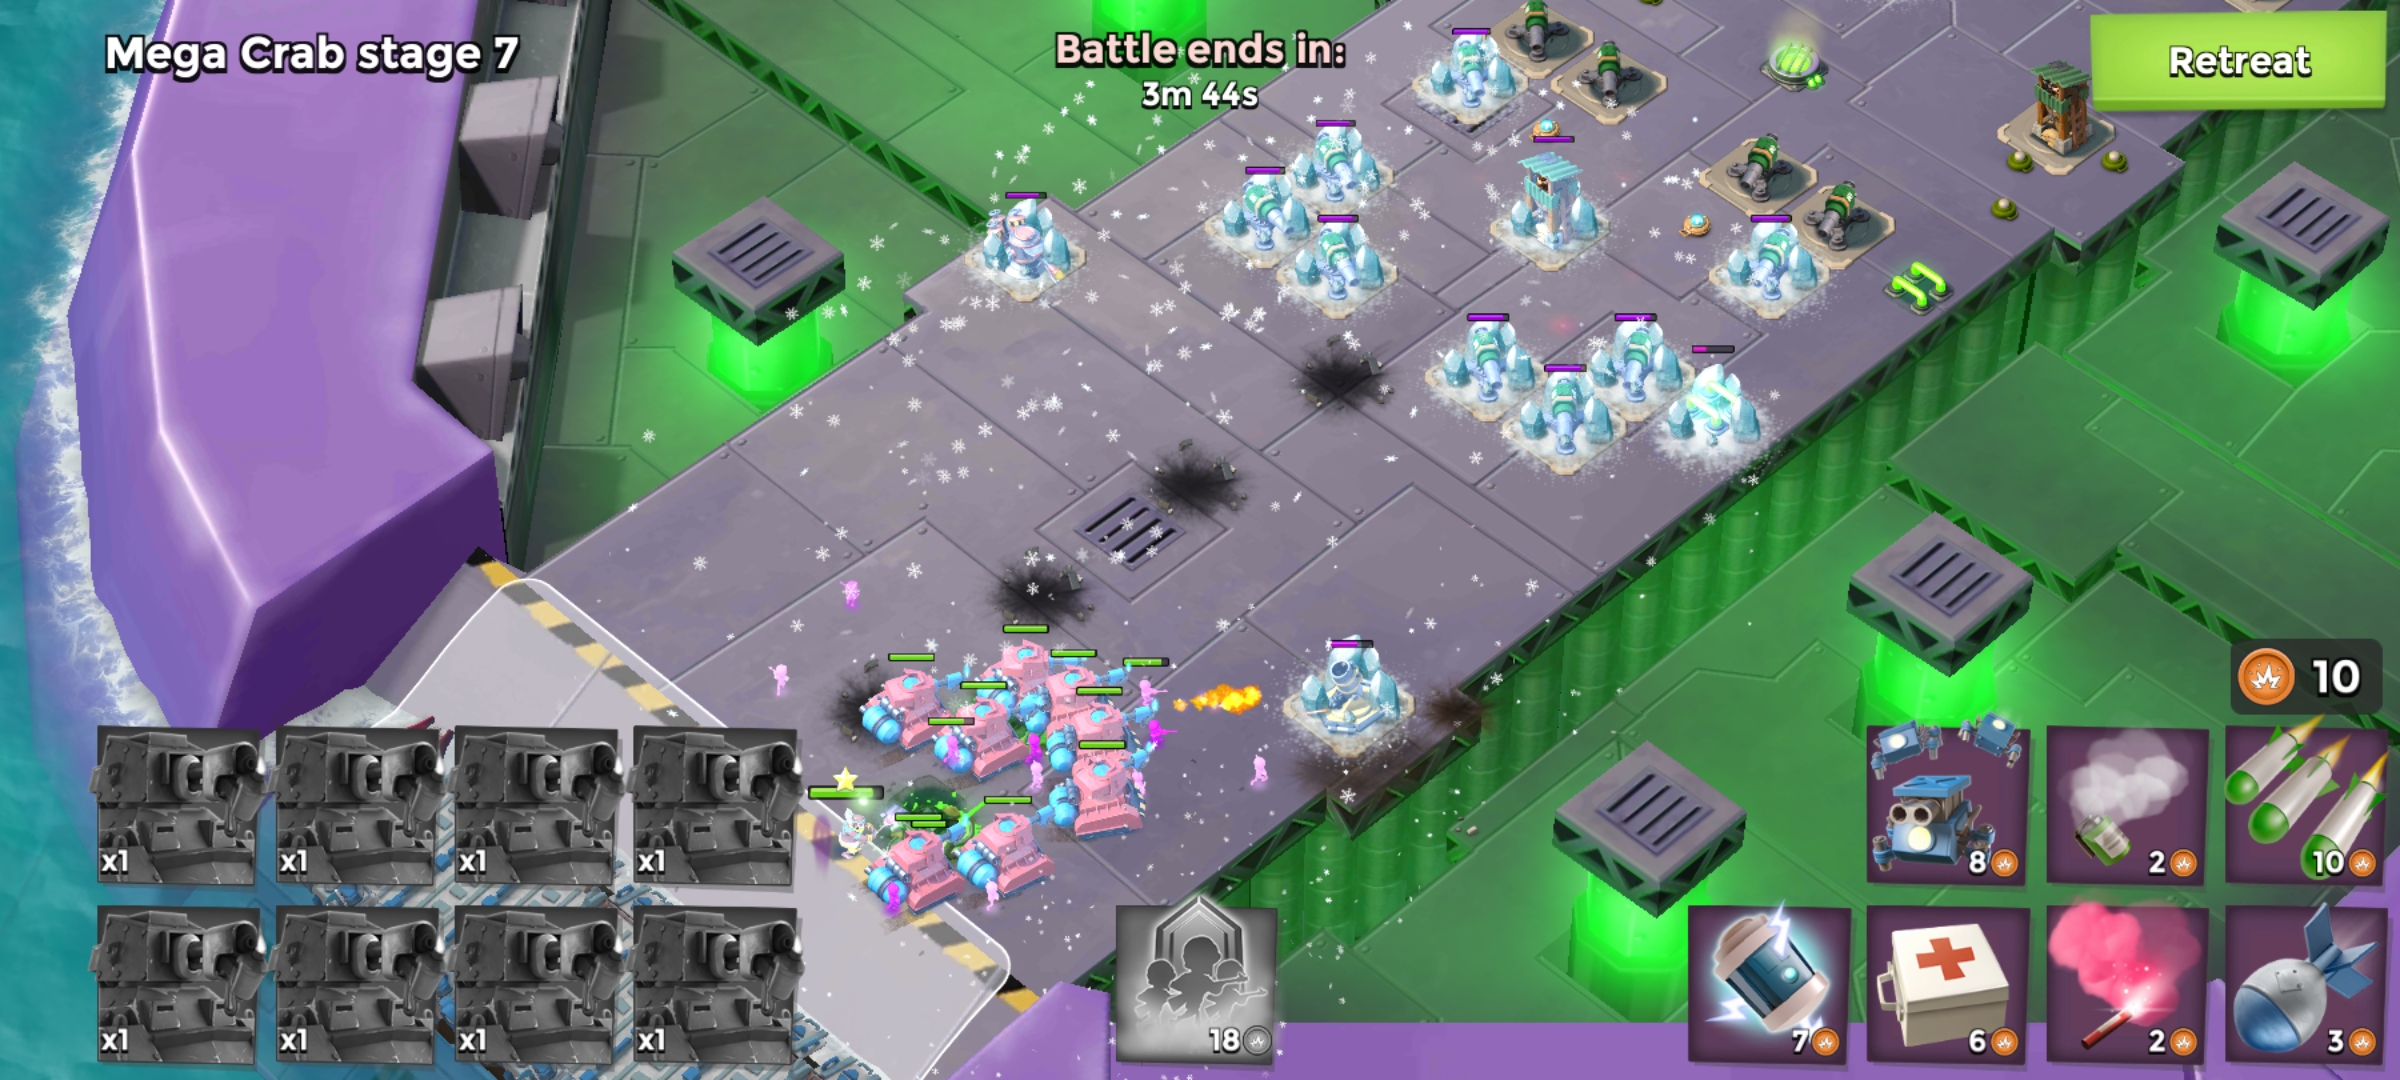 Mega Crab stage 7
Battle ends in:
3m 44s
Retreat
10
x1
x1
x1
x1
8
2
10
x1
x1
x1
x1
18
7
6
2
3